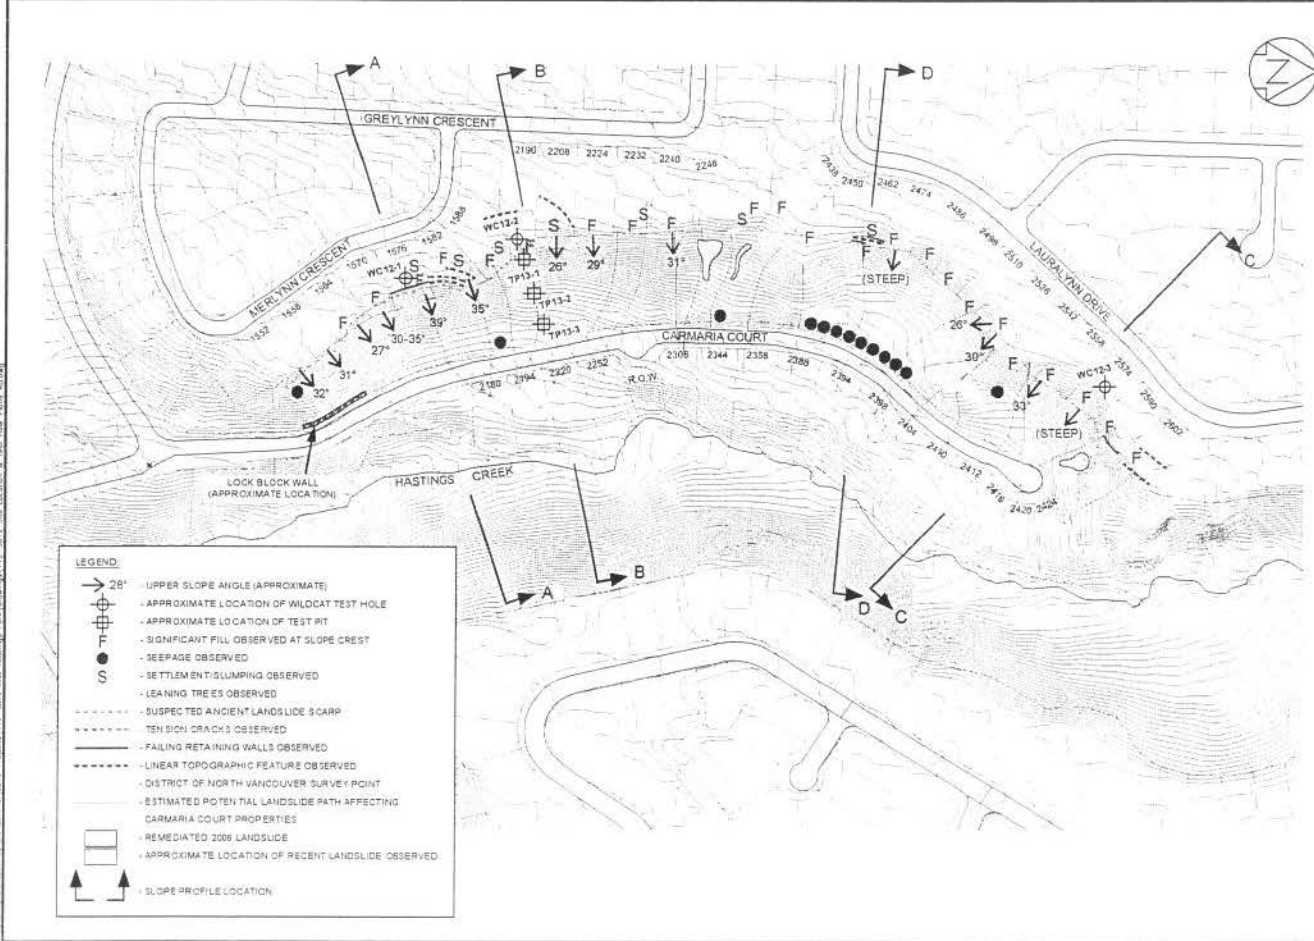 N
A
B
D
GREYLYNN CRESCENT
2190 2208 2224 2232 2240 2246
2438 2450 2462 2474 2486 2498 2510 2526 2547 2558 2574 2590 2602
LAURALYNN DRIVE
C
MERLYNN CRESCENT
1552 1558 1564 1570 1576 1582 1588
WC12-2
WC12-1
S F F S F
F F
S S F F
F F S F
S F F
F S F F F F
F F F F F F F F
TP13-1
TP13-2
TP13-3
26°
29°
31°
(STEEP)
35°
39°
30-35°
27°
31°
32°
26°
30°
33°
(STEEP)
WC12-3
CARMARIA COURT
2180 2194 2220 2252
2306 2344 2358 2388 2394 2398 2404 2410 2412 2416 2420 2424
R.O.W.
LOCK BLOCK WALL
(APPROXIMATE LOCATION)
HASTINGS CREEK
A
B
D
C
LEGEND:
28° - UPPER SLOPE ANGLE (APPROXIMATE)
- APPROXIMATE LOCATION OF WILDCAT TEST HOLE
- APPROXIMATE LOCATION OF TEST PIT
F - SIGNIFICANT FILL OBSERVED AT SLOPE CREST
- SEEPAGE OBSERVED
S - SETTLEMENT/SLUMPING OBSERVED
- LEANING TREES OBSERVED
- SUSPECTED ANCIENT LANDSLIDE SCARP
- TENSION CRACKS OBSERVED
- FAILING RETAINING WALLS OBSERVED
- LINEAR TOPOGRAPHIC FEATURE OBSERVED
- DISTRICT OF NORTH VANCOUVER SURVEY POINT
- ESTIMATED POTENTIAL LANDSLIDE PATH AFFECTING
CARMARIA COURT PROPERTIES
- REMEDIATED 2006 LANDSLIDE
- APPROXIMATE LOCATION OF RECENT LANDSLIDE OBSERVED
- SLOPE PROFILE LOCATION